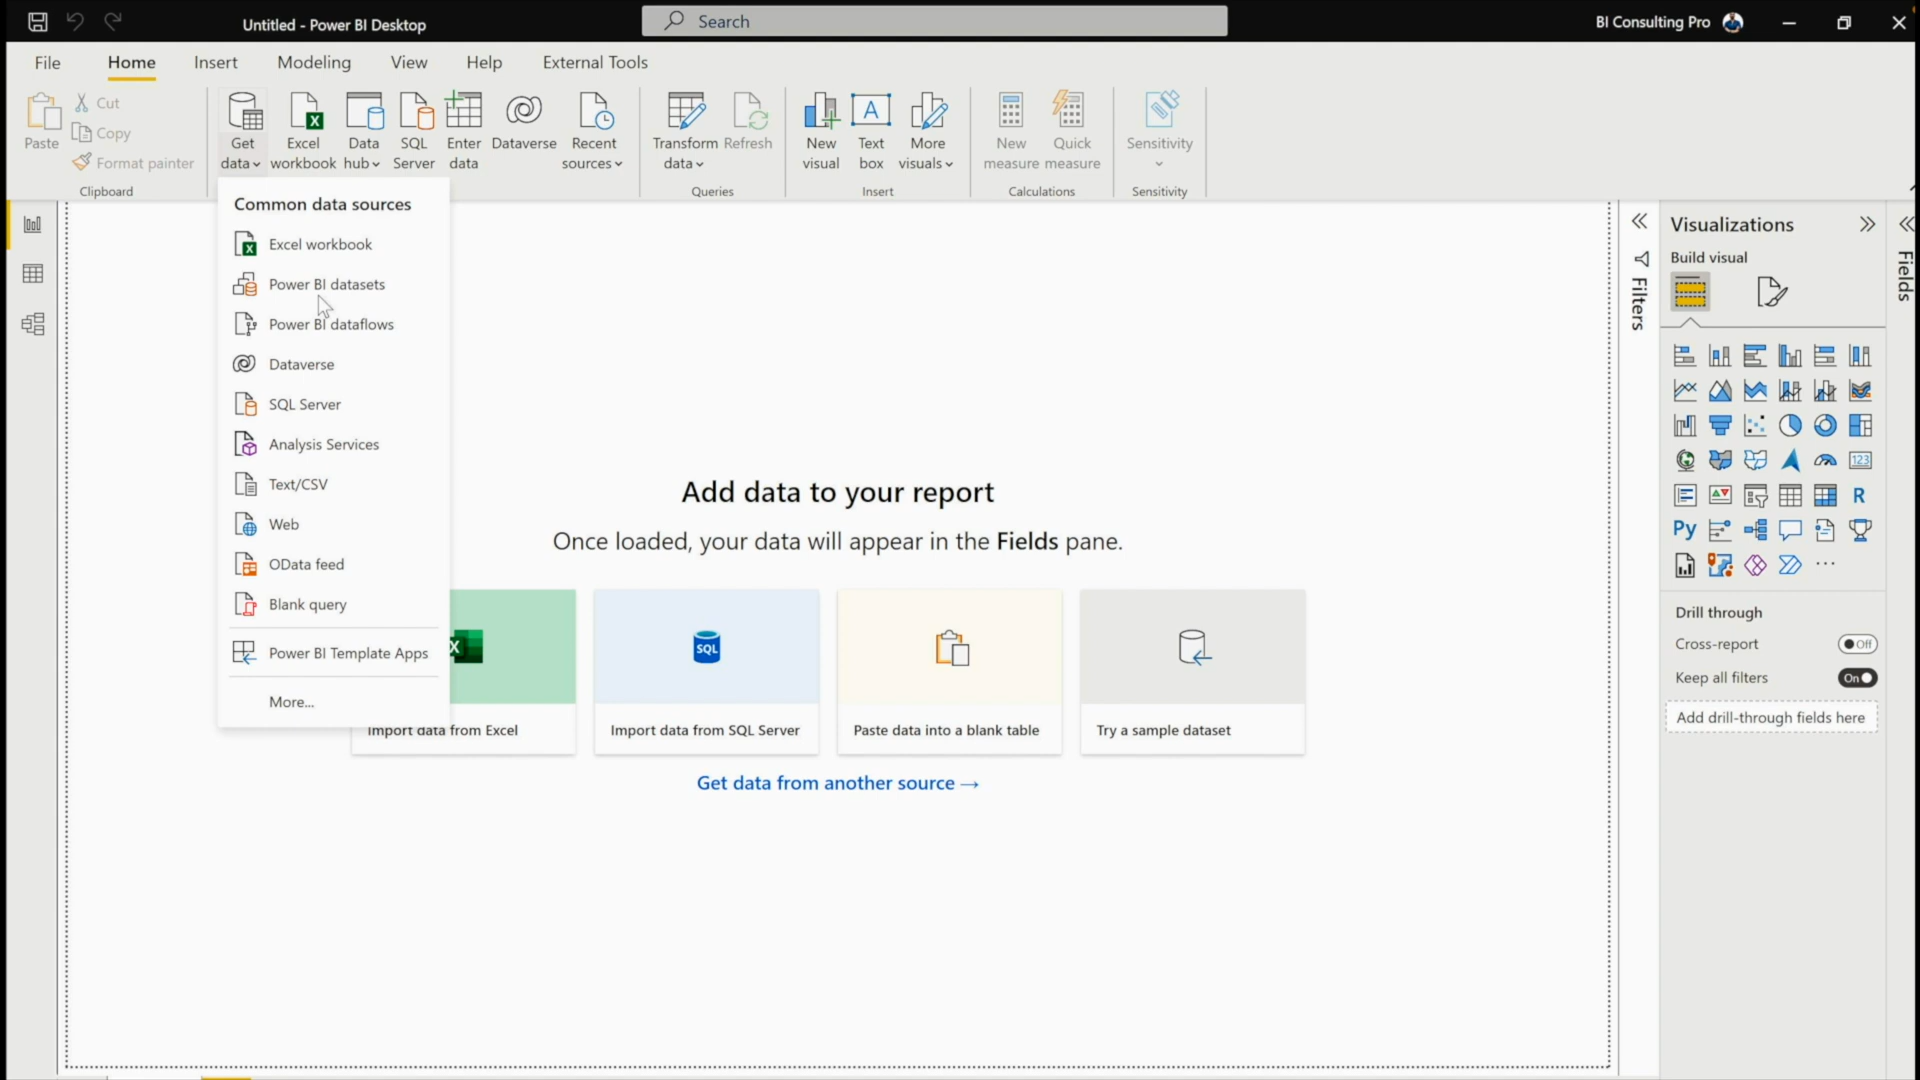 Untitled - Power BI Desktop
Search
BI Consulting Pro
File
Home
Insert
Modeling
View
Help
External Tools
Paste
Cut
Copy
Format painter
Clipboard
Get
data
Excel
workbook
Data
hub
SQL
Server
Enter
data
Dataverse
Recent
sources
Transform
data
Refresh
Queries
New
visual
Text
box
More
visuals
Insert
New
measure
Quick
measure
Calculations
Sensitivity
Sensitivity
Common data sources
Excel workbook
Power BI datasets
Power BI dataflows
Dataverse
SQL Server
Analysis Services
Text/CSV
Web
OData feed
Blank query
Power BI Template Apps
More...
Add data to your report
Once loaded, your data will appear in the Fields pane.
SQL
Import data from Excel
Import data from SQL Server
Paste data into a blank table
Try a sample dataset
Get data from another source →
Filters
Visualizations
Build visual
123
R
Py
Drill through
Cross-report
Off
Keep all filters
On
Add drill-through fields here
Fields